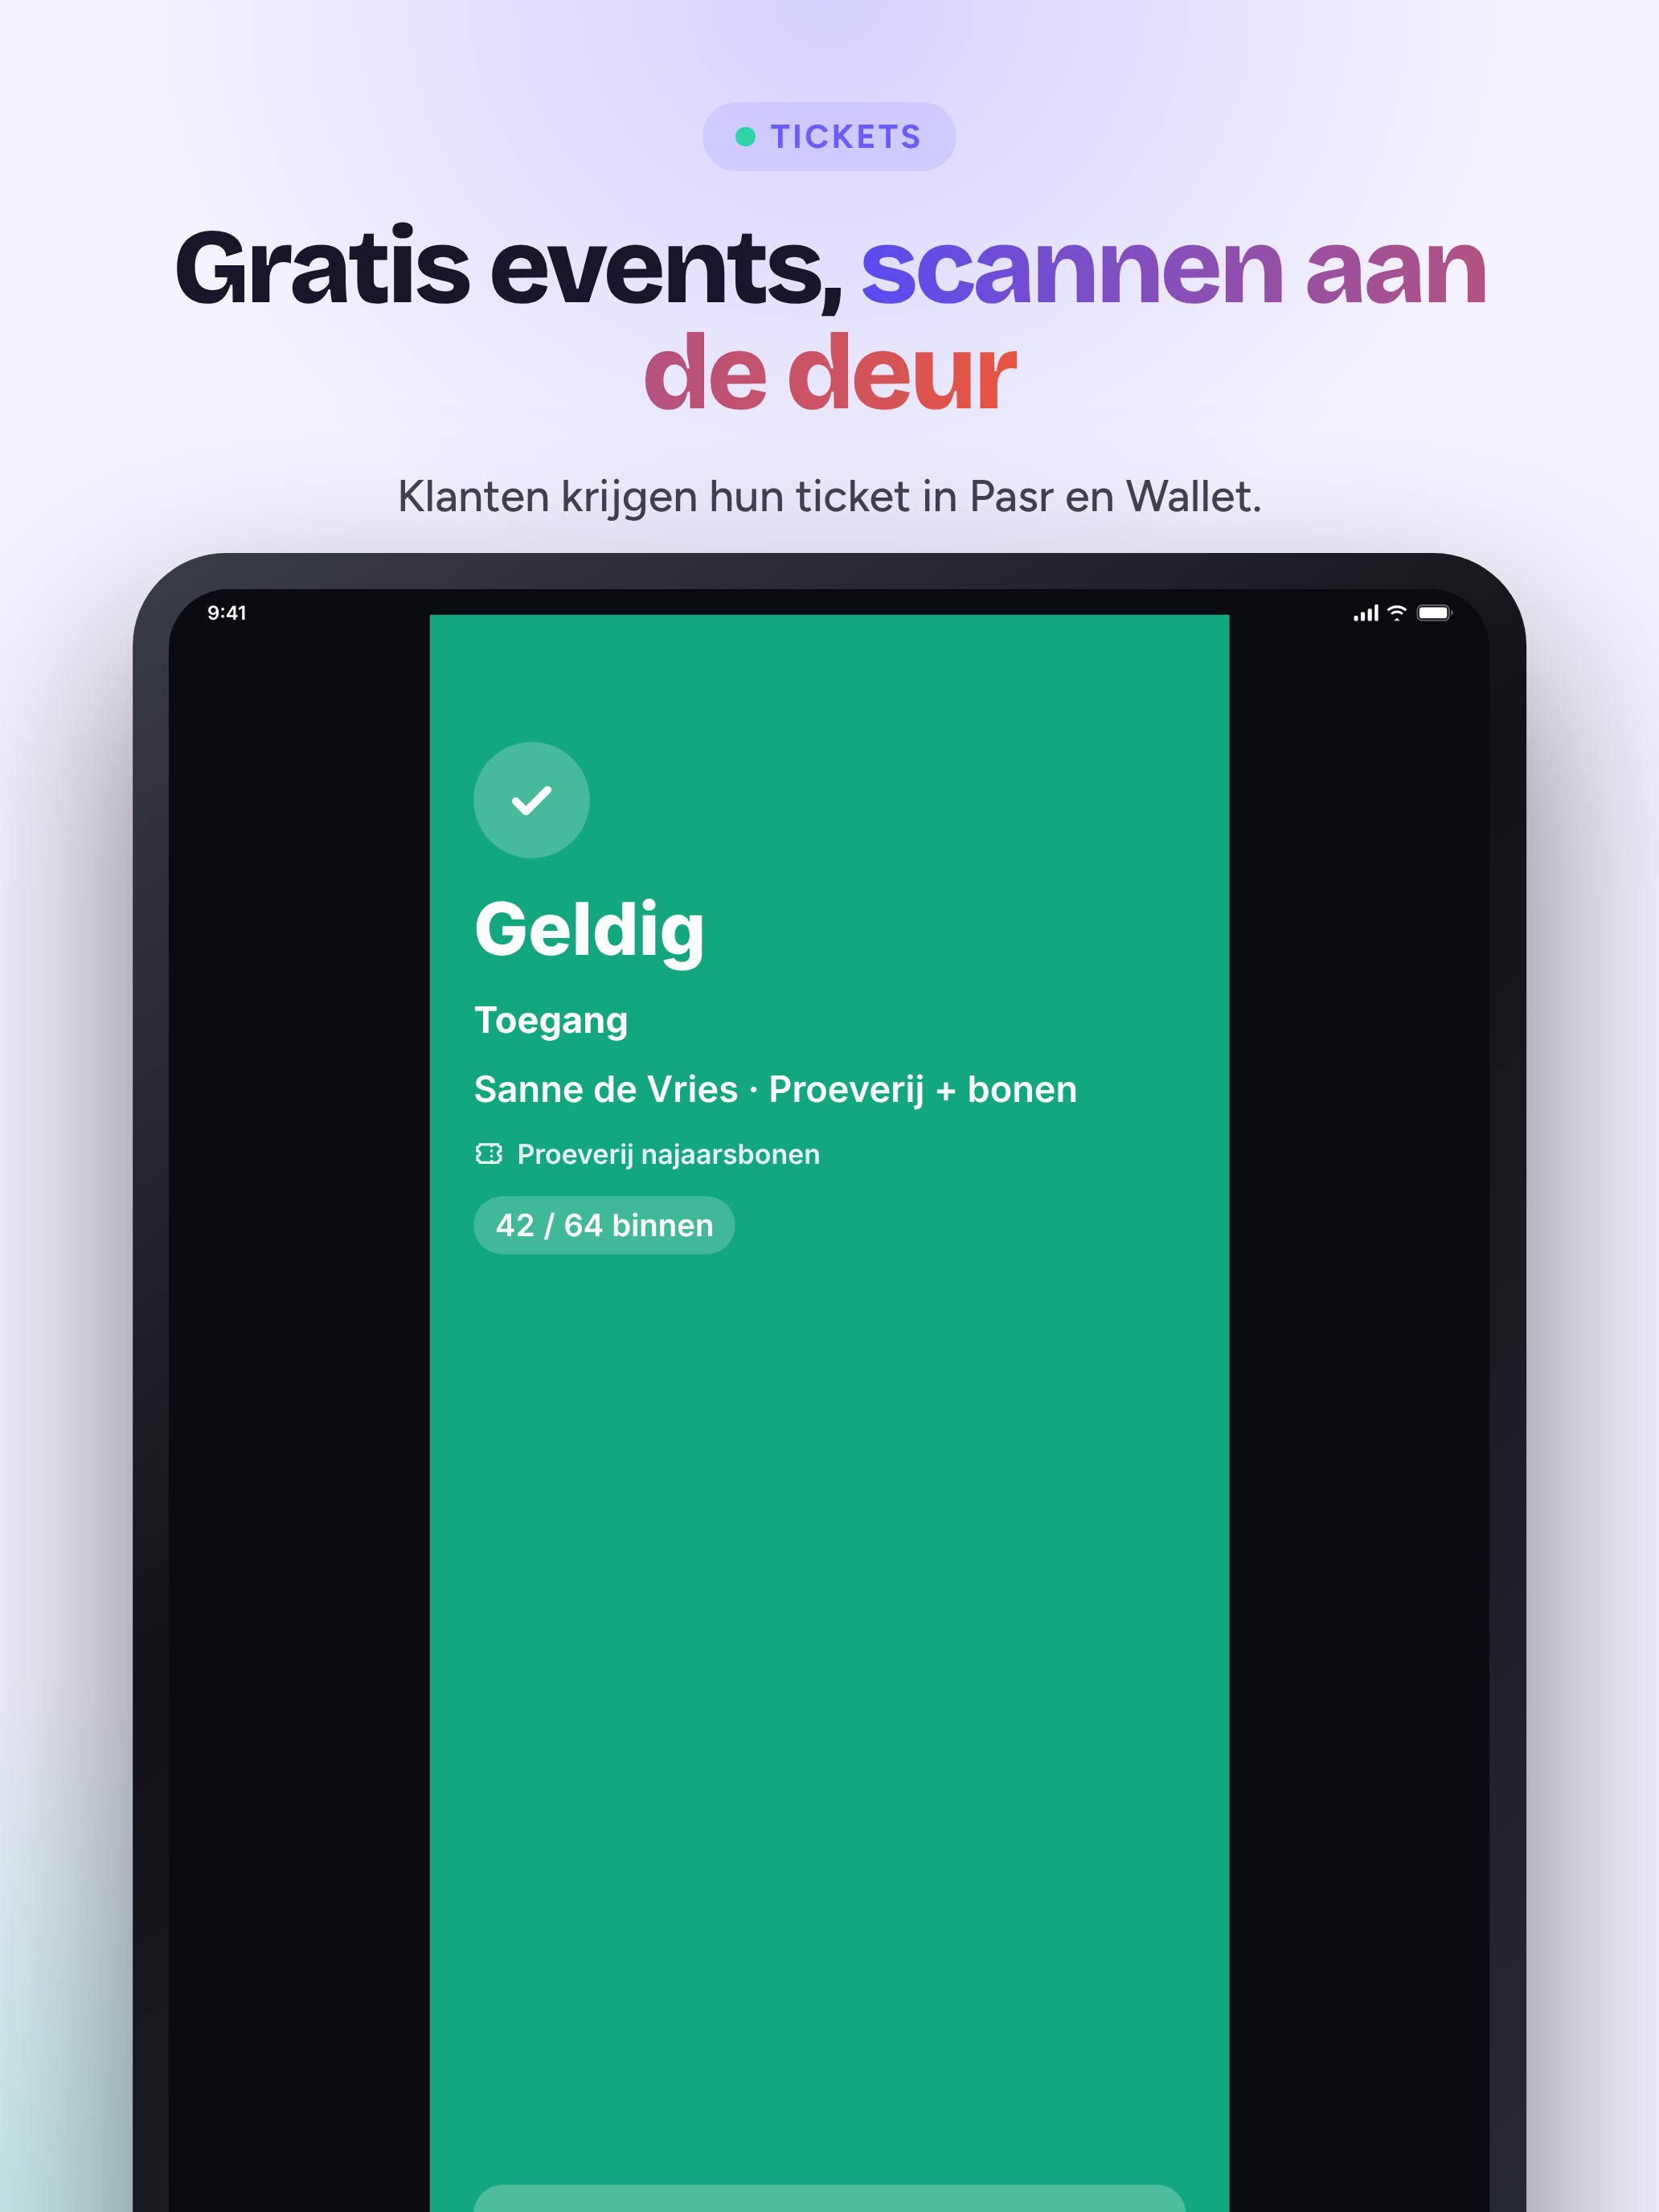 TICKETS
Gratis events, scannen aan
de deur
Klanten krijgen hun ticket in Pasr en Wallet.
9:41
Geldig
Toegang
Sanne de Vries · Proeverij + bonen
Proeverij najaarsbonen
42 / 64 binnen